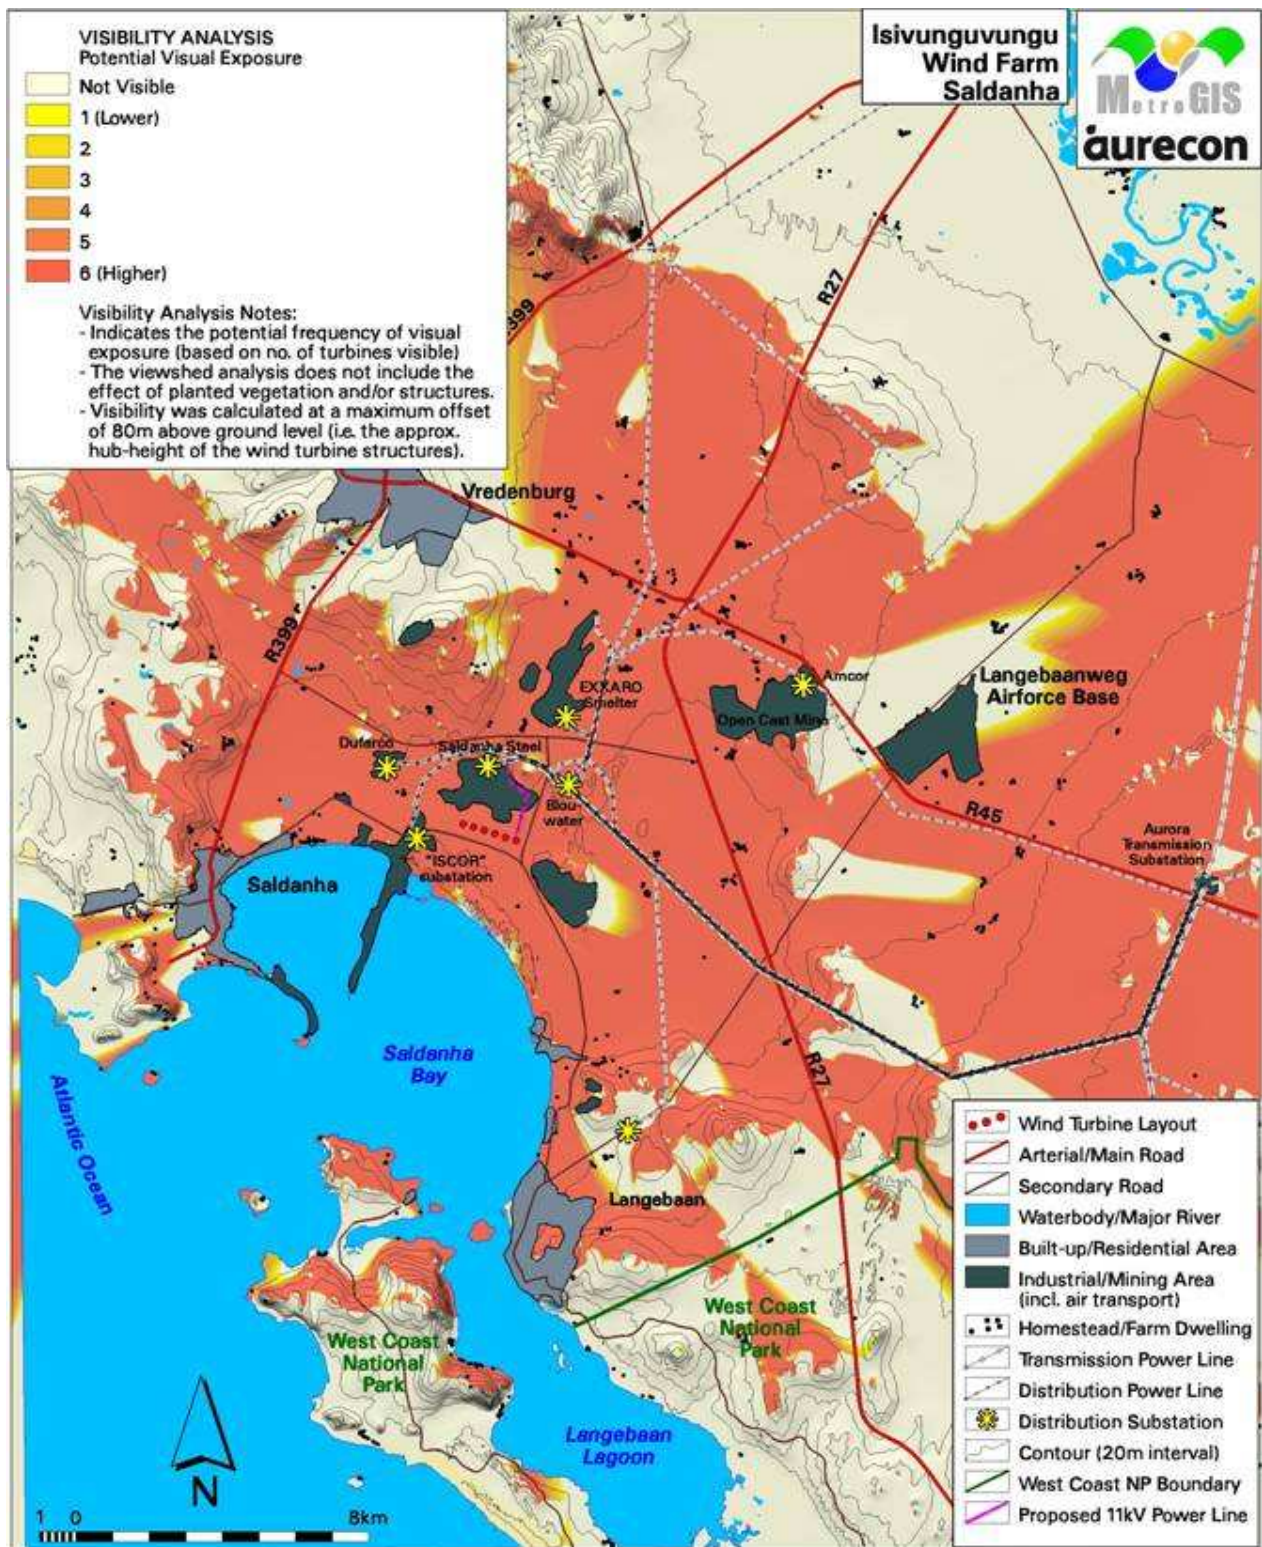 VISIBILITY ANALYSIS
Potential Visual Exposure
Not Visible
1 (Lower)
2
3
4
5
6 (Higher)
Visibility Analysis Notes:
- Indicates the potential frequency of visual
exposure (based on no. of turbines visible)
- The viewshed analysis does not include the
effect of planted vegetation and/or structures.
- Visibility was calculated at a maximum offset
of 80m above ground level (i.e. the approx.
hub-height of the wind turbine structures).
Isivunguvungu
Wind Farm
Saldanha
MetroGIS
aurecon
R27
R399
Vredenburg
R399
EXXARO
Smelter
Amcor
Open Cast Mine
Langebaanweg
Airforce Base
Duferco
Saldanha Steel
Blou-
water
R45
Aurora
Transmission
Substation
"ISCOR"
substation
Saldanha
Saldanha
Bay
R27
Atlantic Ocean
Langebaan
West Coast
National
Park
West Coast
National
Park
Langebaan
Lagoon
N
1 0 8km
Wind Turbine Layout
Arterial/Main Road
Secondary Road
Waterbody/Major River
Built-up/Residential Area
Industrial/Mining Area
(incl. air transport)
Homestead/Farm Dwelling
Transmission Power Line
Distribution Power Line
Distribution Substation
Contour (20m interval)
West Coast NP Boundary
Proposed 11kV Power Line